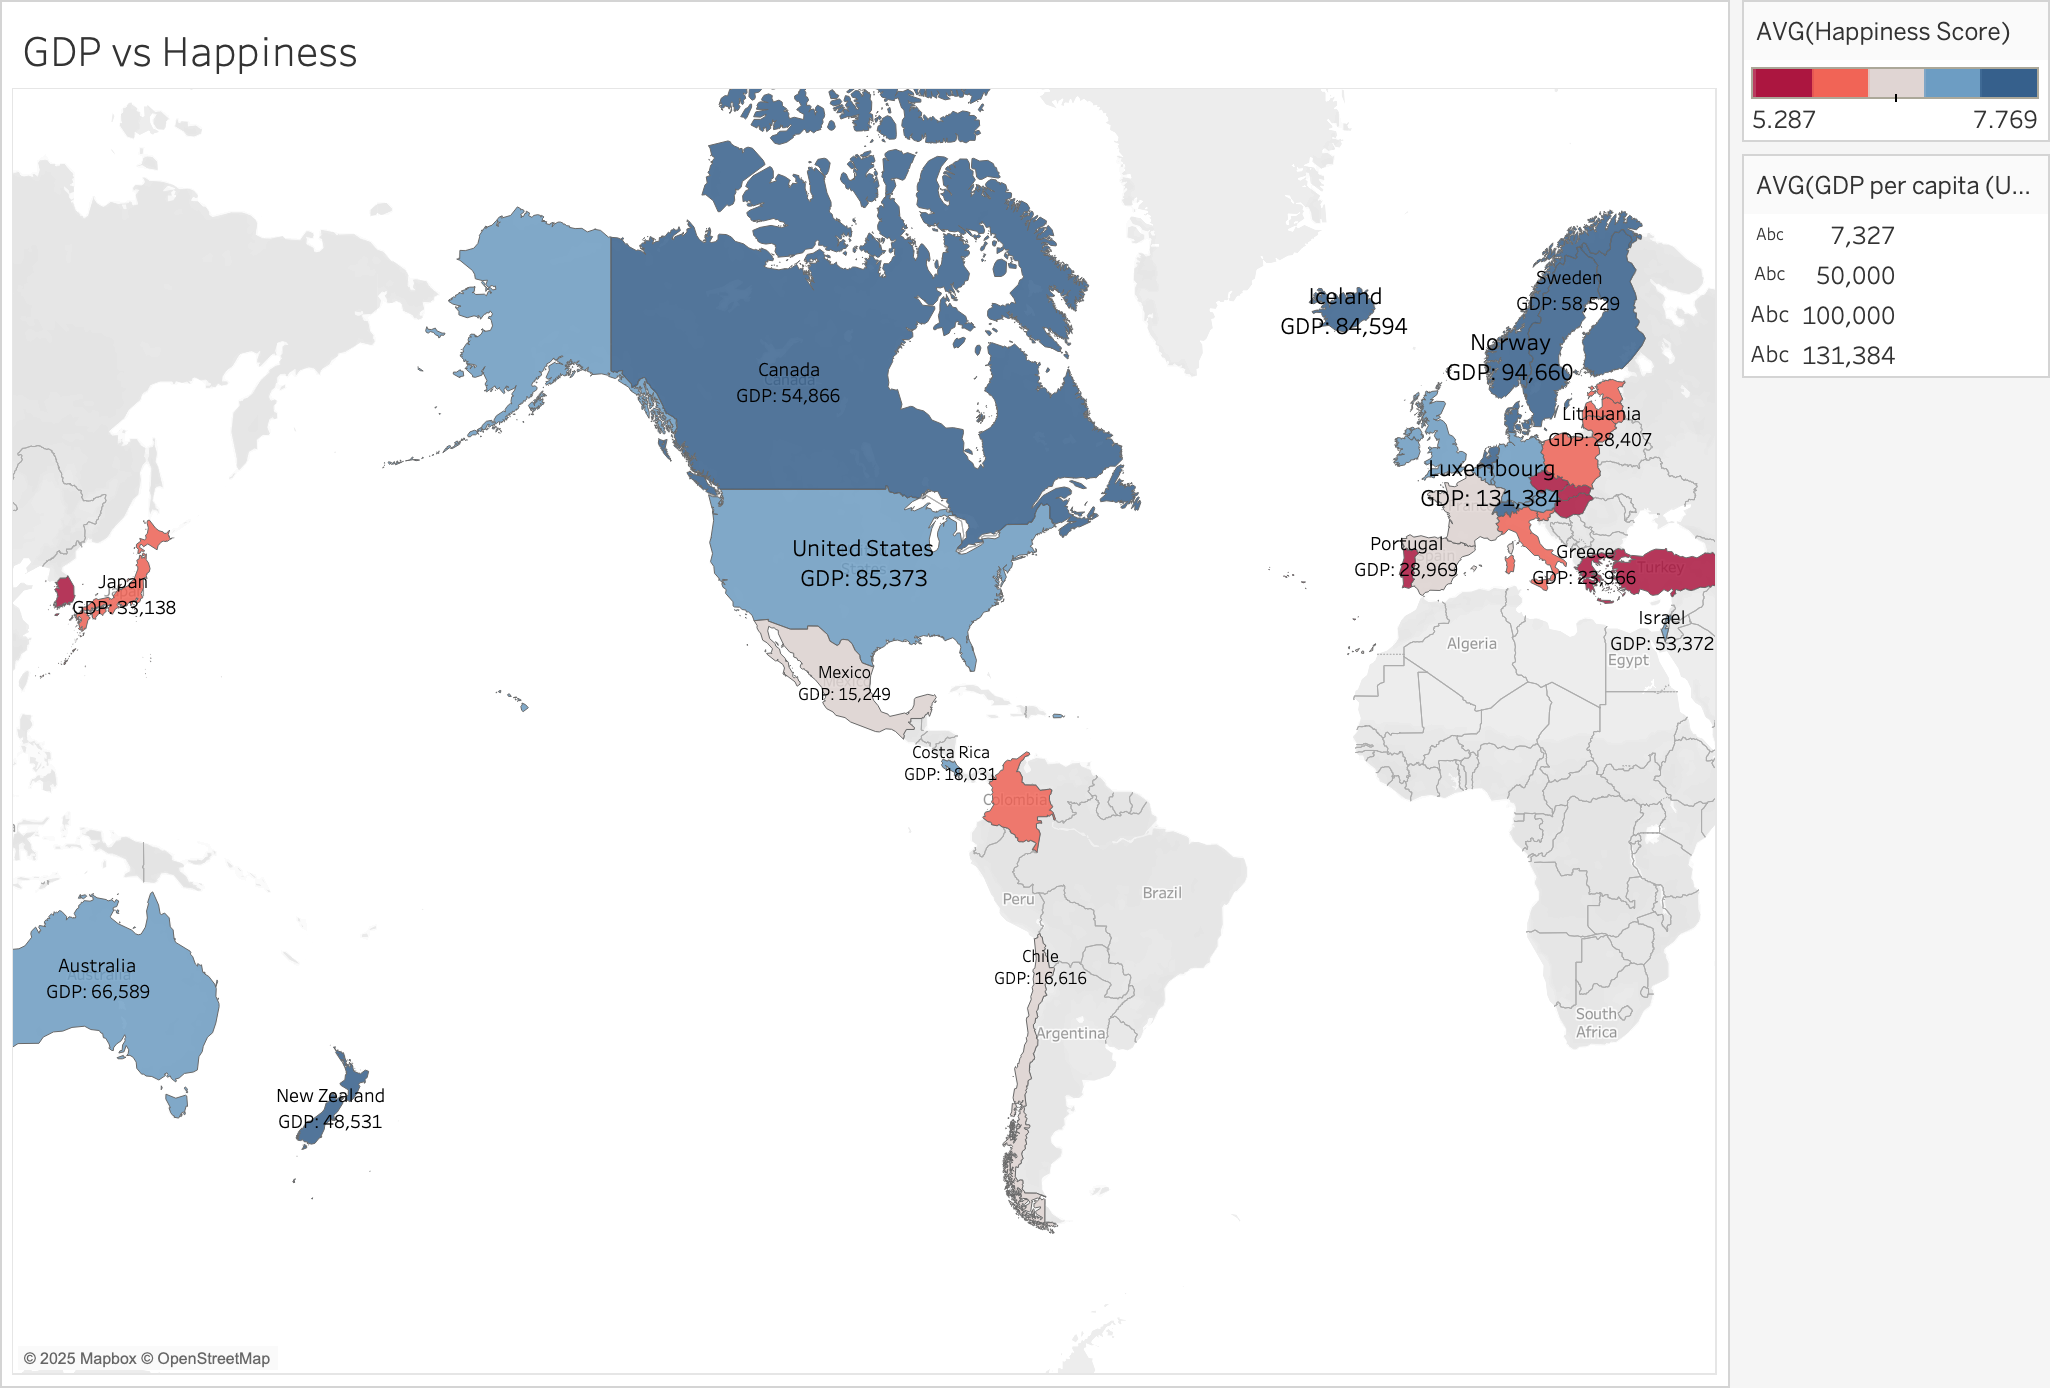 GDP vs Happiness
AVG(Happiness Score)
5.287
7.769
AVG(GDP per capita (U...
Abc 7,327
Abc 50,000
Abc 100,000
Abc 131,384
Sweden
GDP: 58,529
Iceland
GDP: 84,594
Norway
GDP: 94,660
Canada
Canada
GDP: 54,866
Lithuania
GDP: 28,407
Luxembourg
GDP: 131,384
United States
States
GDP: 85,373
Portugal
GDP: 28,969
Greece
GDP: 23,966
Turkey
Japan
GDP: 33,138
Israel
GDP: 53,372
Algeria
Egypt
Mexico
Mexico
GDP: 15,249
Costa Rica
GDP: 18,031
Colombia
Peru
Brazil
Chile
GDP: 16,616
Australia
Australia
GDP: 66,589
Argentina
South
Africa
New Zealand
GDP: 48,531
© 2025 Mapbox © OpenStreetMap